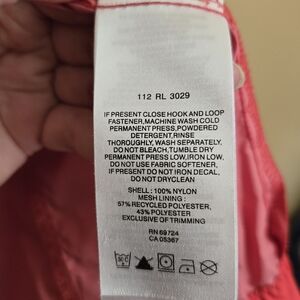 112 RL 3029
IF PRESENT CLOSE HOOK AND LOOP
FASTENER,MACHINE WASH COLD
PERMANENT PRESS,POWDERED
DETERGENT,RINSE
THOROUGHLY,WASH SEPARATELY,
DO NOT BLEACH,TUMBLE DRY
PERMANENT PRESS LOW,IRON LOW,
DO NOT USE FABRIC SOFTENER,
IF PRESENT DO NOT IRON DECAL,
DO NOT DRYCLEAN
SHELL: 100% NYLON
MESH LINING:
57% RECYCLED POLYESTER,
43% POLYESTER
EXCLUSIVE OF TRIMMING
RN 69724
CA 05367